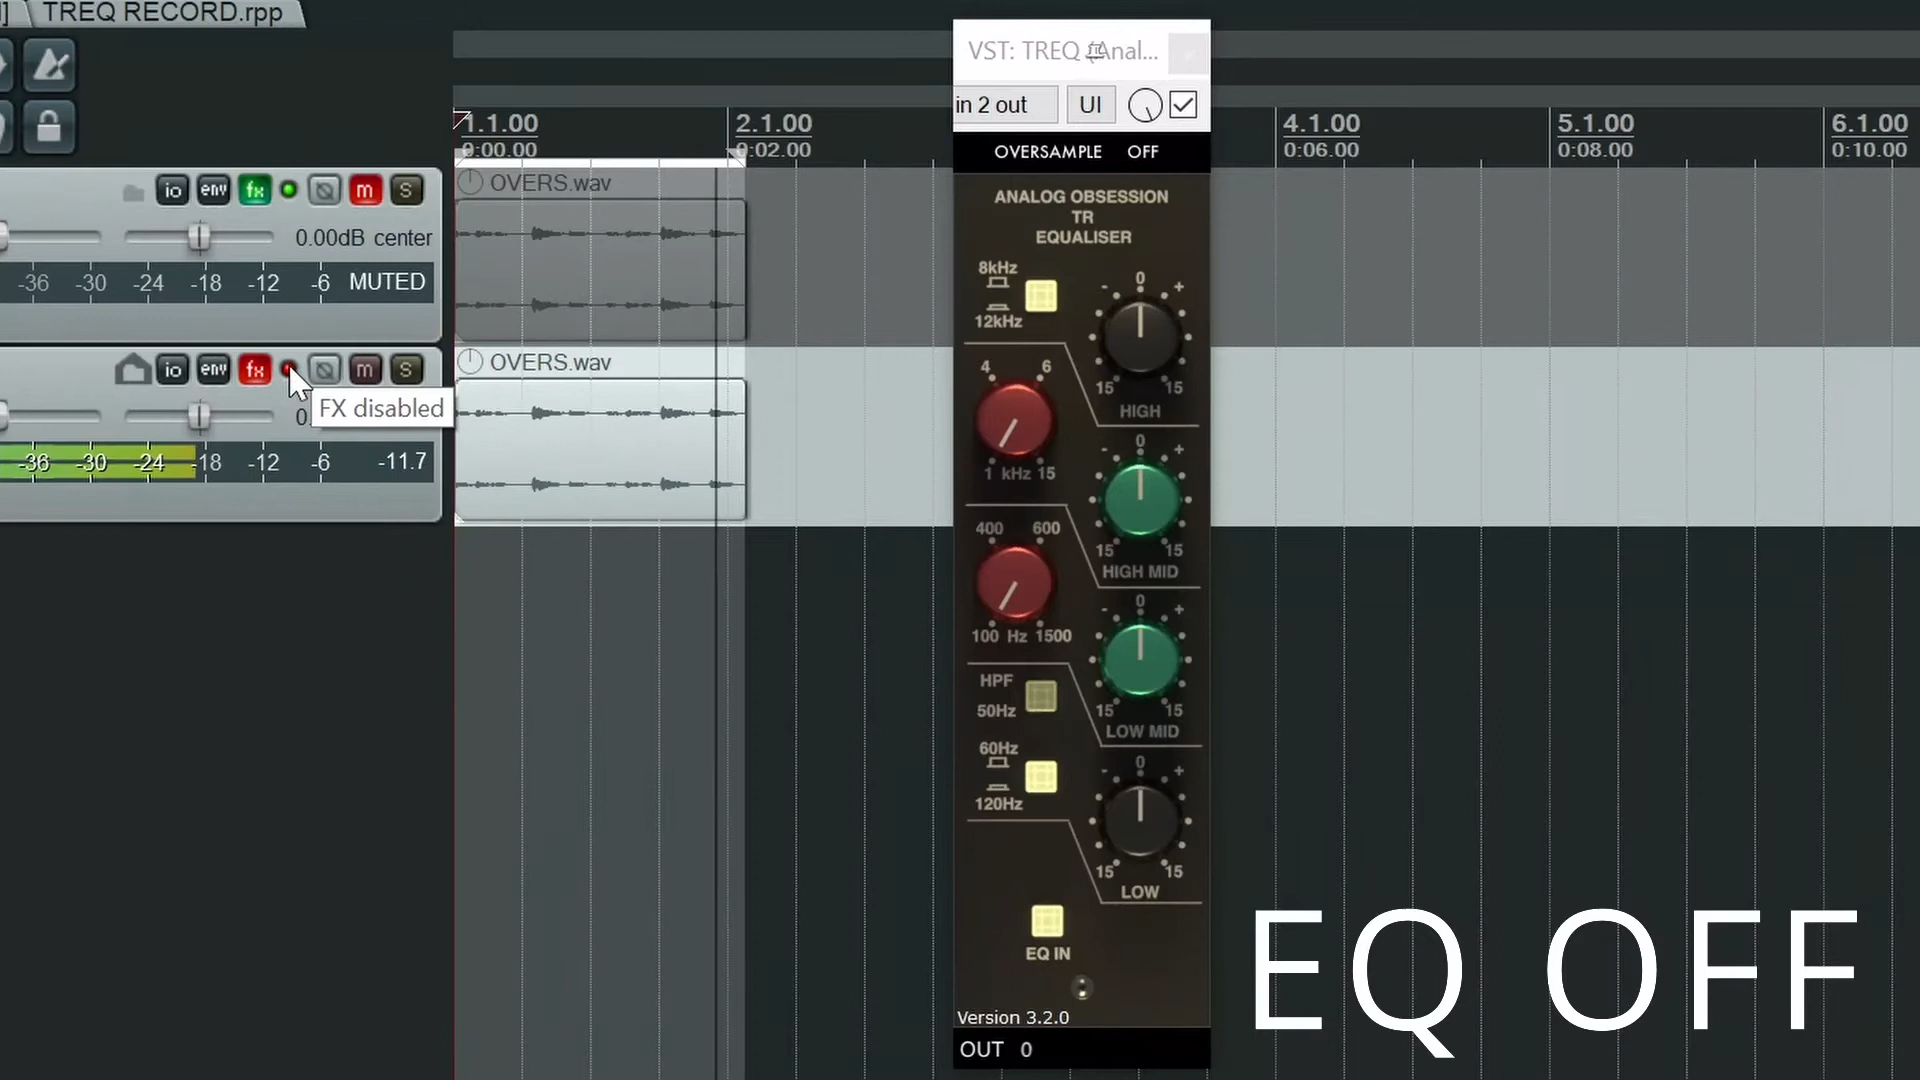 TREQ RECORD.rpp
VST: TREQ (Anal...
in 2 out UI
1.1.00 2.1.00 4.1.00 5.1.00 6.1.00
0:00.00 0:02.00 0:06.00 0:08.00 0:10.00
OVERSAMPLE OFF
io env fx m S
OVERS.wav
0.00dB center
-36 -30 -24 -18 -12 -6 MUTED
io env fx m S
OVERS.wav
FX disabled
-36 -30 -24 -18 -12 -6 -11.7
ANALOG OBSESSION
TR
EQUALISER
8kHz
12kHz
- 0 +
15 15
HIGH
4 6
1 kHz 15
- 0 +
15 15
HIGH MID
400 600
100 Hz 1500
- 0 +
15 15
LOW MID
HPF
50Hz
60Hz
120Hz
- 0 +
15 15
LOW
EQ IN
Version 3.2.0
OUT 0
EQ OFF